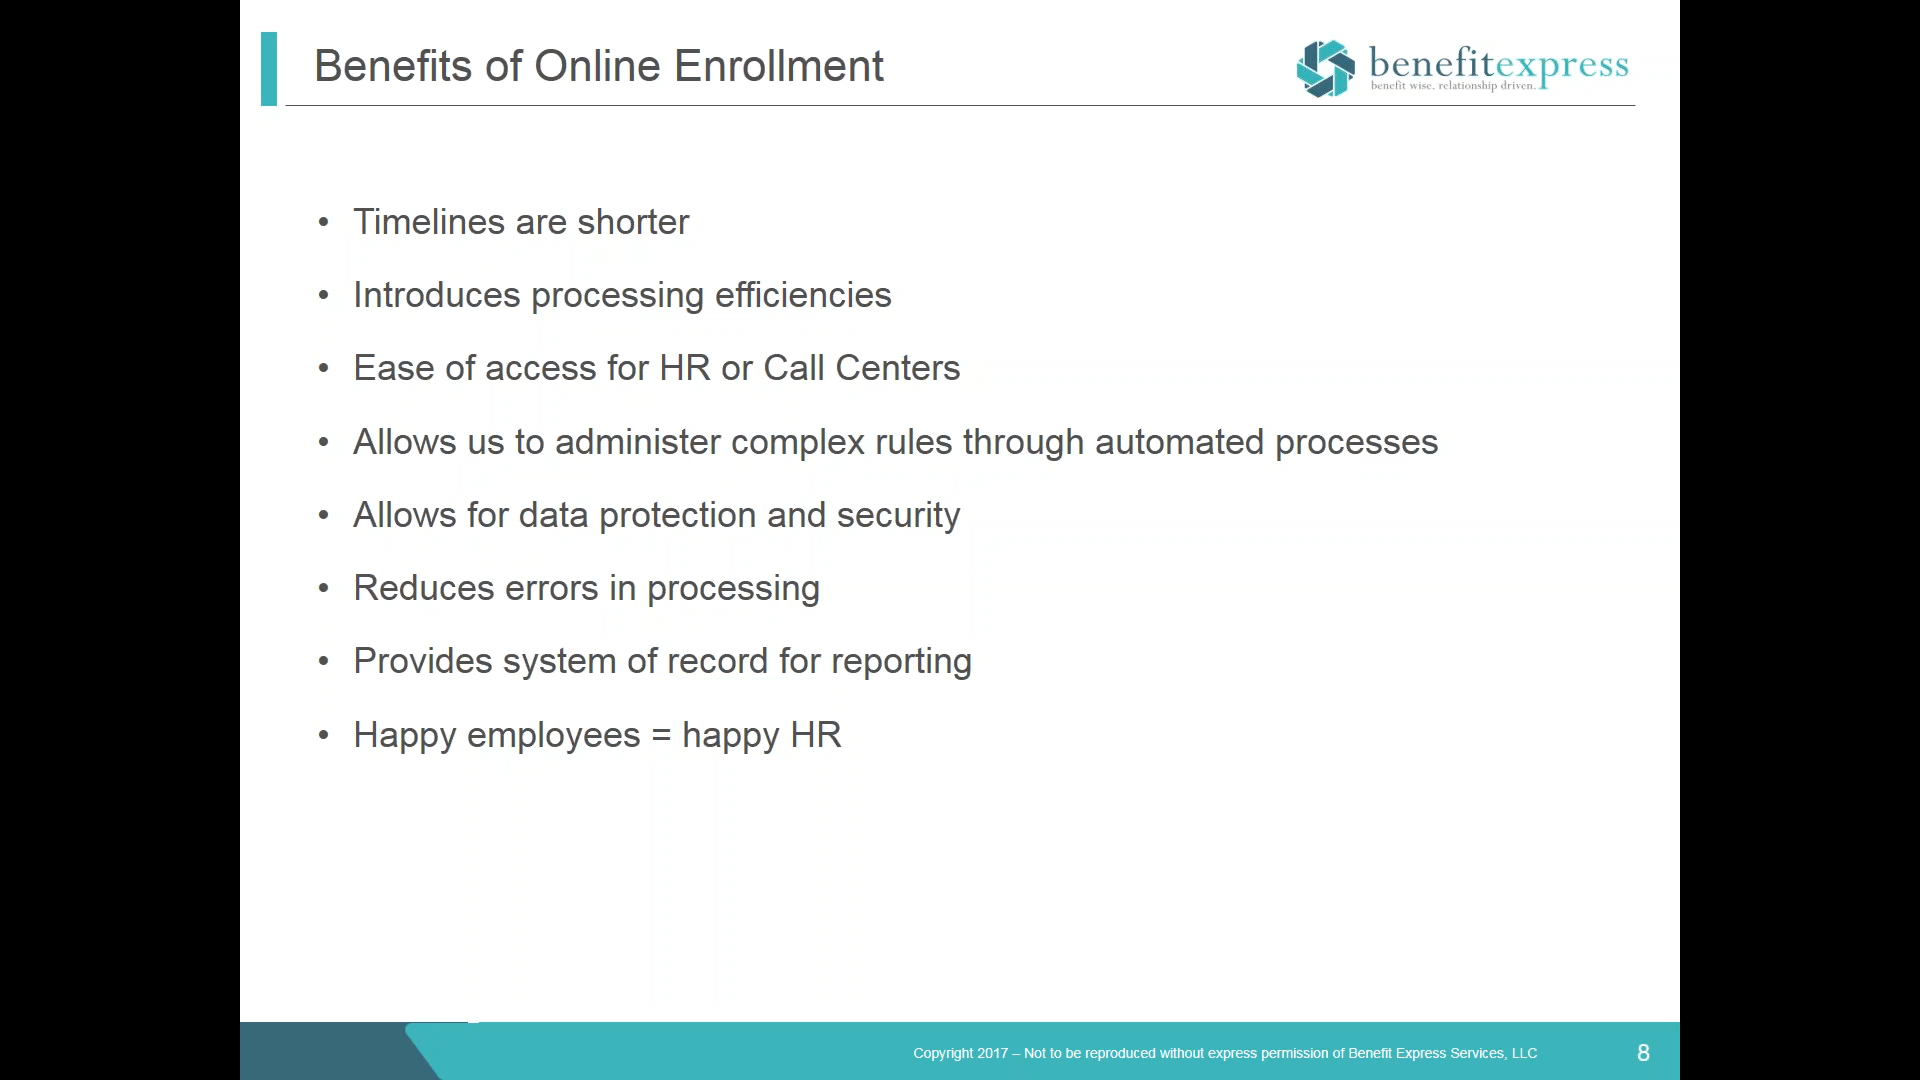 Benefits of Online Enrollment
benefitexpress
benefit wise. relationship driven.
• Timelines are shorter
• Introduces processing efficiencies
• Ease of access for HR or Call Centers
• Allows us to administer complex rules through automated processes
• Allows for data protection and security
• Reduces errors in processing
• Provides system of record for reporting
• Happy employees = happy HR
Copyright 2017 – Not to be reproduced without express permission of Benefit Express Services, LLC
8